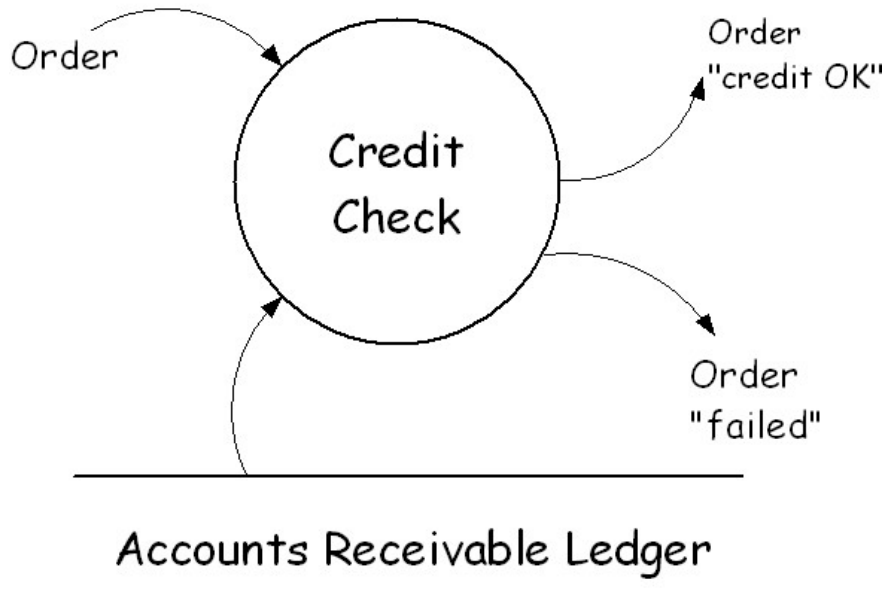 Order
Credit
Check
Order
"credit OK"
Order
"failed"
Accounts Receivable Ledger